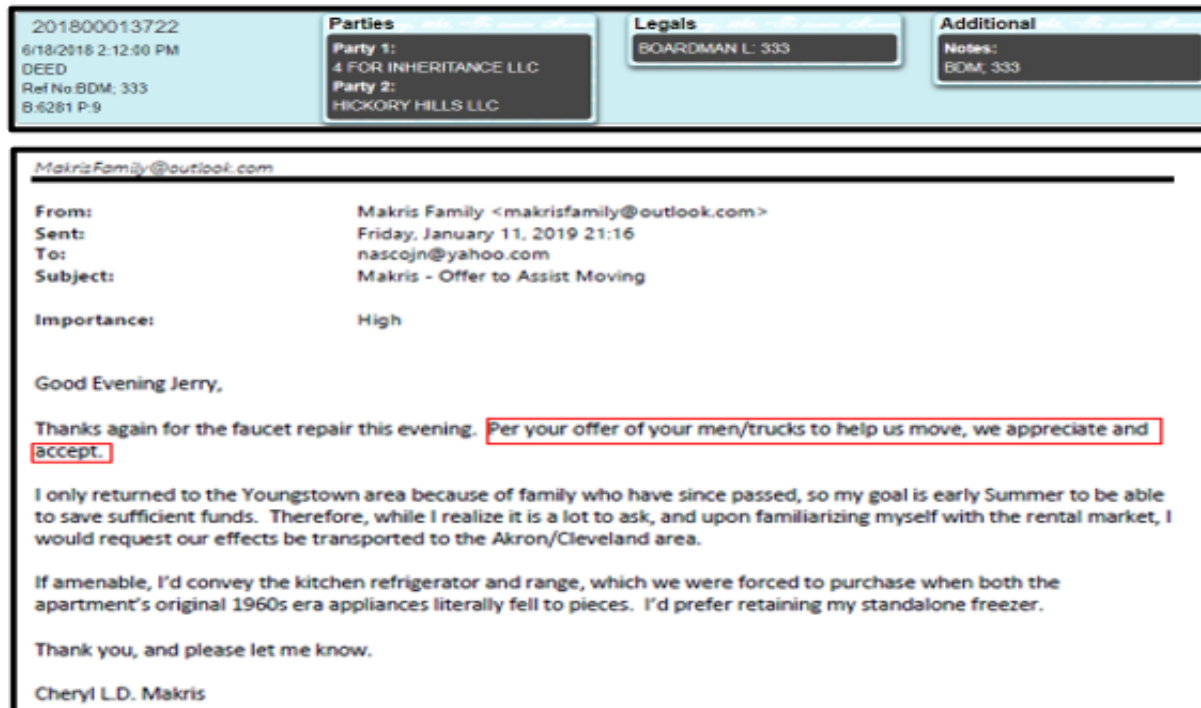 201800013722
6/18/2018 2:12:00 PM
DEED
Ref No:BDM; 333
B:6281 P:9
Parties
Party 1:
4 FOR INHERITANCE LLC
Party 2:
HICKORY HILLS LLC
Legals
BOARDMAN L: 333
Additional
Notes:
BDM; 333
MakrisFamily@outlook.com
From: Makris Family <makrisfamily@outlook.com>
Sent: Friday, January 11, 2019 21:16
To: nascojn@yahoo.com
Subject: Makris - Offer to Assist Moving
Importance: High
Good Evening Jerry,
Thanks again for the faucet repair this evening. Per your offer of your men/trucks to help us move, we appreciate and
accept.
I only returned to the Youngstown area because of family who have since passed, so my goal is early Summer to be able
to save sufficient funds. Therefore, while I realize it is a lot to ask, and upon familiarizing myself with the rental market, I
would request our effects be transported to the Akron/Cleveland area.
If amenable, I'd convey the kitchen refrigerator and range, which we were forced to purchase when both the
apartment's original 1960s era appliances literally fell to pieces. I'd prefer retaining my standalone freezer.
Thank you, and please let me know.
Cheryl L.D. Makris